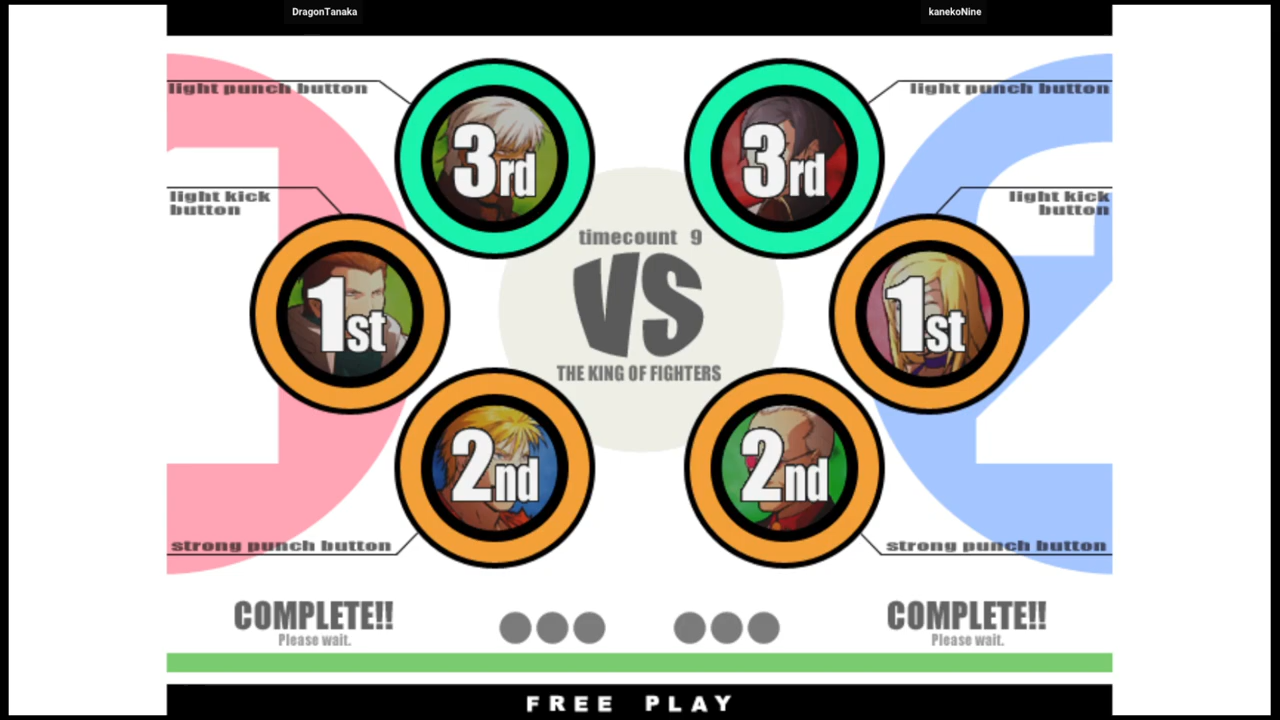 DragonTanaka
kanekoNine
light punch button
light punch button
3rd
3rd
light kick
button
light kick
button
timecount 9
VS
THE KING OF FIGHTERS
1st
1st
2nd
2nd
strong punch button
strong punch button
COMPLETE!!
Please wait.
COMPLETE!!
Please wait.
FREE PLAY
1
2